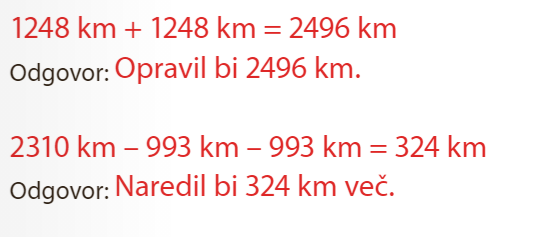 1248 km + 1248 km = 2496 km
Odgovor: Opravil bi 2496 km.
2310 km – 993 km – 993 km = 324 km
Odgovor: Naredil bi 324 km več.